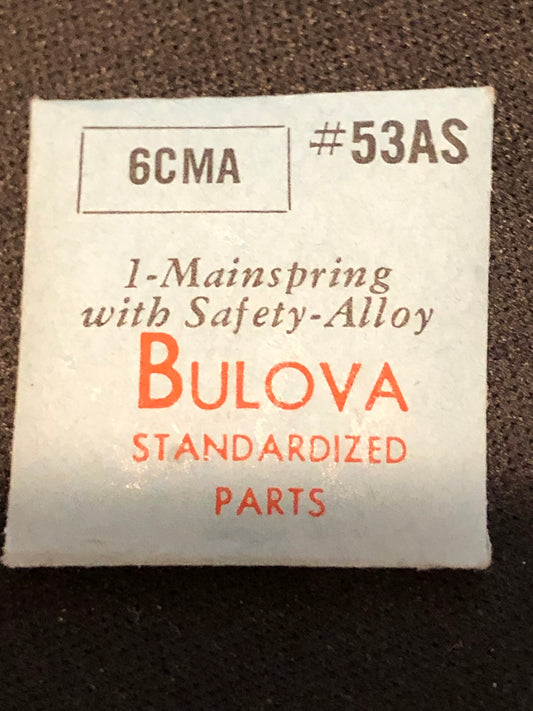 6CMA
#53AS
1-Mainspring
with Safety-Alloy
BULOVA
STANDARDIZED
PARTS